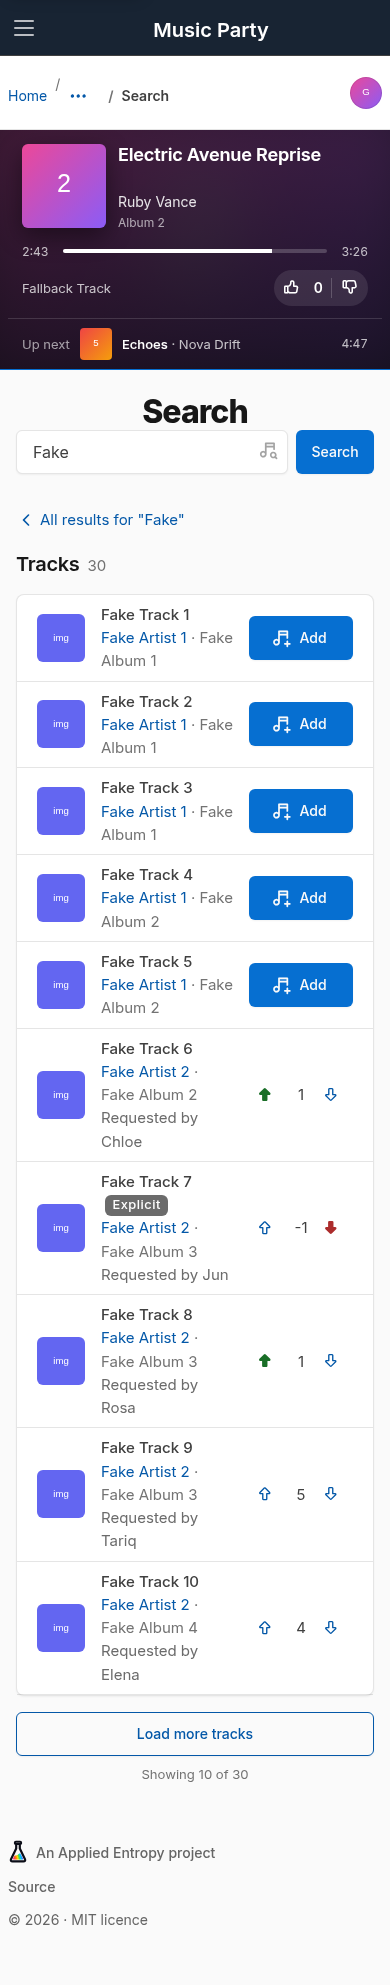 Music Party
Home / ... / Search
G
2
Electric Avenue Reprise
Ruby Vance
Album 2
2:43
3:26
Fallback Track
0
Up next
5
Echoes · Nova Drift
4:47
Search
Fake
Search
All results for "Fake"
Tracks 30
img
Fake Track 1
Fake Artist 1 · Fake
Album 1
Add
img
Fake Track 2
Fake Artist 1 · Fake
Album 1
Add
img
Fake Track 3
Fake Artist 1 · Fake
Album 1
Add
img
Fake Track 4
Fake Artist 1 · Fake
Album 2
Add
img
Fake Track 5
Fake Artist 1 · Fake
Album 2
Add
img
Fake Track 6
Fake Artist 2 ·
Fake Album 2
Requested by
Chloe
1
img
Fake Track 7
Explicit
Fake Artist 2 ·
Fake Album 3
Requested by Jun
-1
img
Fake Track 8
Fake Artist 2 ·
Fake Album 3
Requested by
Rosa
1
img
Fake Track 9
Fake Artist 2 ·
Fake Album 3
Requested by
Tariq
5
img
Fake Track 10
Fake Artist 2 ·
Fake Album 4
Requested by
Elena
4
Load more tracks
Showing 10 of 30
An Applied Entropy project
Source
© 2026 · MIT licence